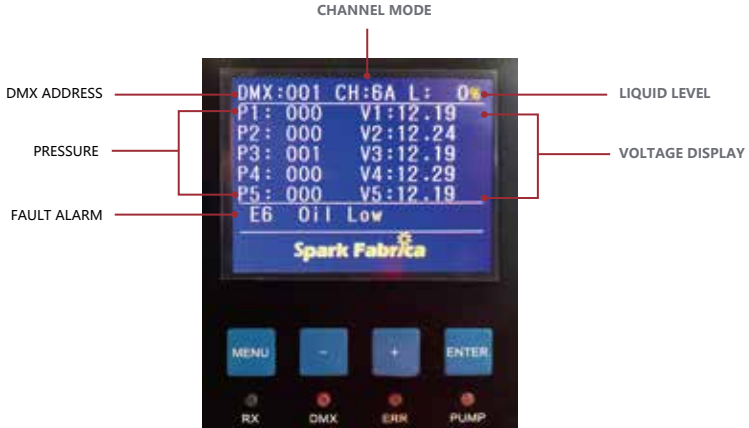 CHANNEL MODE
DMX ADDRESS
PRESSURE
FAULT ALARM
DMX:001 CH:6A L: 0%
P1: 000 V1:12.19
P2: 000 V2:12.24
P3: 001 V3:12.19
P4: 000 V4:12.29
P5: 000 V5:12.19
E6 Oil Low
Spark Fabrica
LIQUID LEVEL
VOLTAGE DISPLAY
MENU - + ENTER
RX DMX ERR PUMP